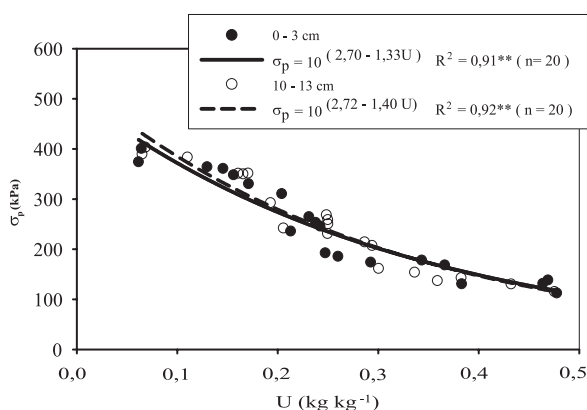 0 - 3 cm
σp = 10 (2,70 - 1,33U) R² = 0,91** ( n= 20 )
10 - 13 cm
σp = 10 (2,72 - 1,40 U) R² = 0,92** ( n= 20 )
600
500
400
300
200
100
0
σp (kPa)
0,0 0,1 0,2 0,3 0,4 0,5
U (kg kg⁻¹)